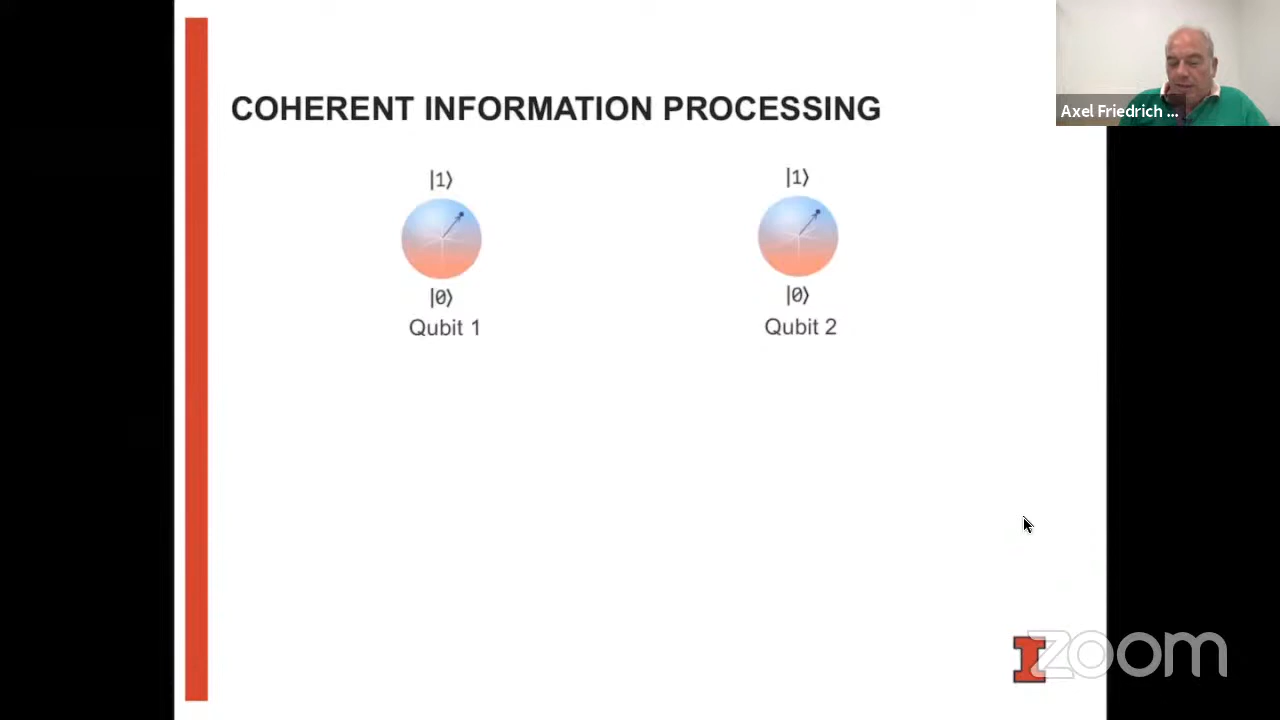 COHERENT INFORMATION PROCESSING
|1⟩
|1⟩
|0⟩
|0⟩
Qubit 1
Qubit 2
Axel Friedrich ...
I
zoom